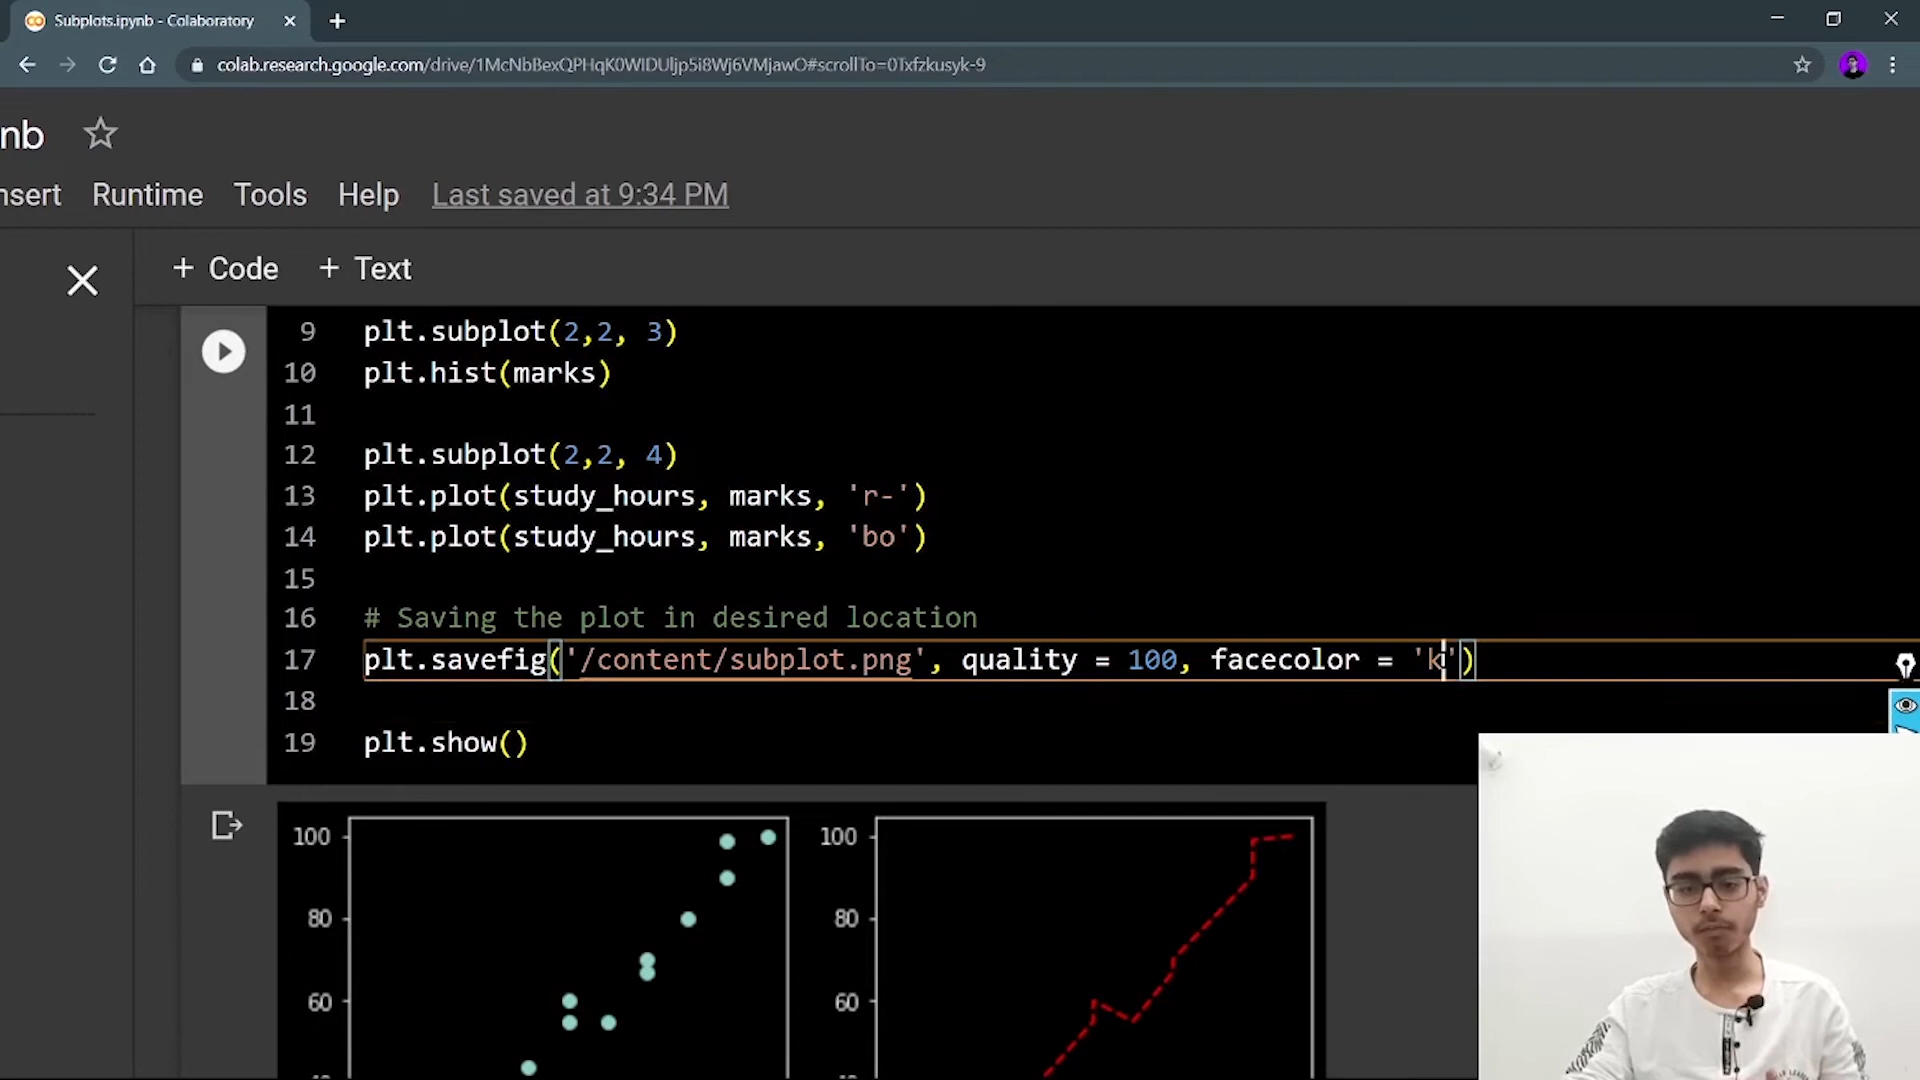 Subplots.ipynb - Colaboratory
colab.research.google.com/drive/1McNbBexQPHqK0WIDUljp5i8Wj6VMjawO#scrollTo=0Txfzkusyk-9
nb
nsert Runtime Tools Help Last saved at 9:34 PM
+ Code + Text
9 plt.subplot(2,2, 3)
10 plt.hist(marks)
11
12 plt.subplot(2,2, 4)
13 plt.plot(study_hours, marks, 'r-')
14 plt.plot(study_hours, marks, 'bo')
15
16 # Saving the plot in desired location
17 plt.savefig('/content/subplot.png', quality = 100, facecolor = 'k')
18
19 plt.show()
100 100
80 80
60 60